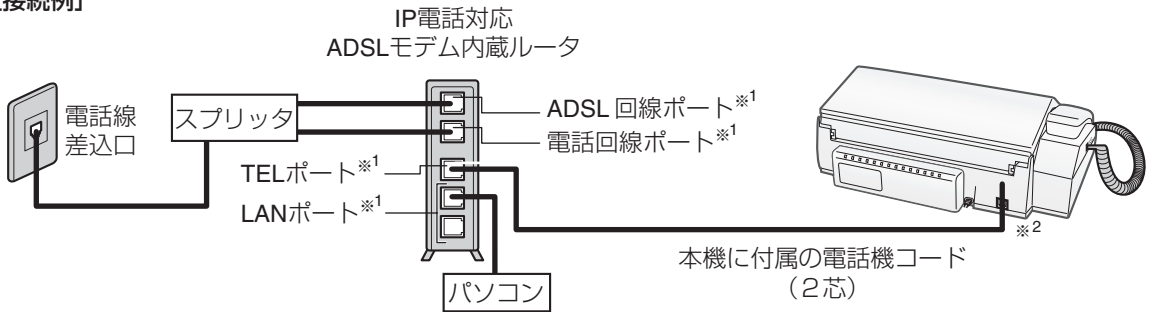 接続例］
IP電話対応
ADSLモデム内蔵ルータ
電話線
差込口
スプリッタ
ADSL 回線ポート※1
電話回線ポート※1
TELポート※1
LANポート※1
※2
本機に付属の電話機コード
（２芯）
パソコン